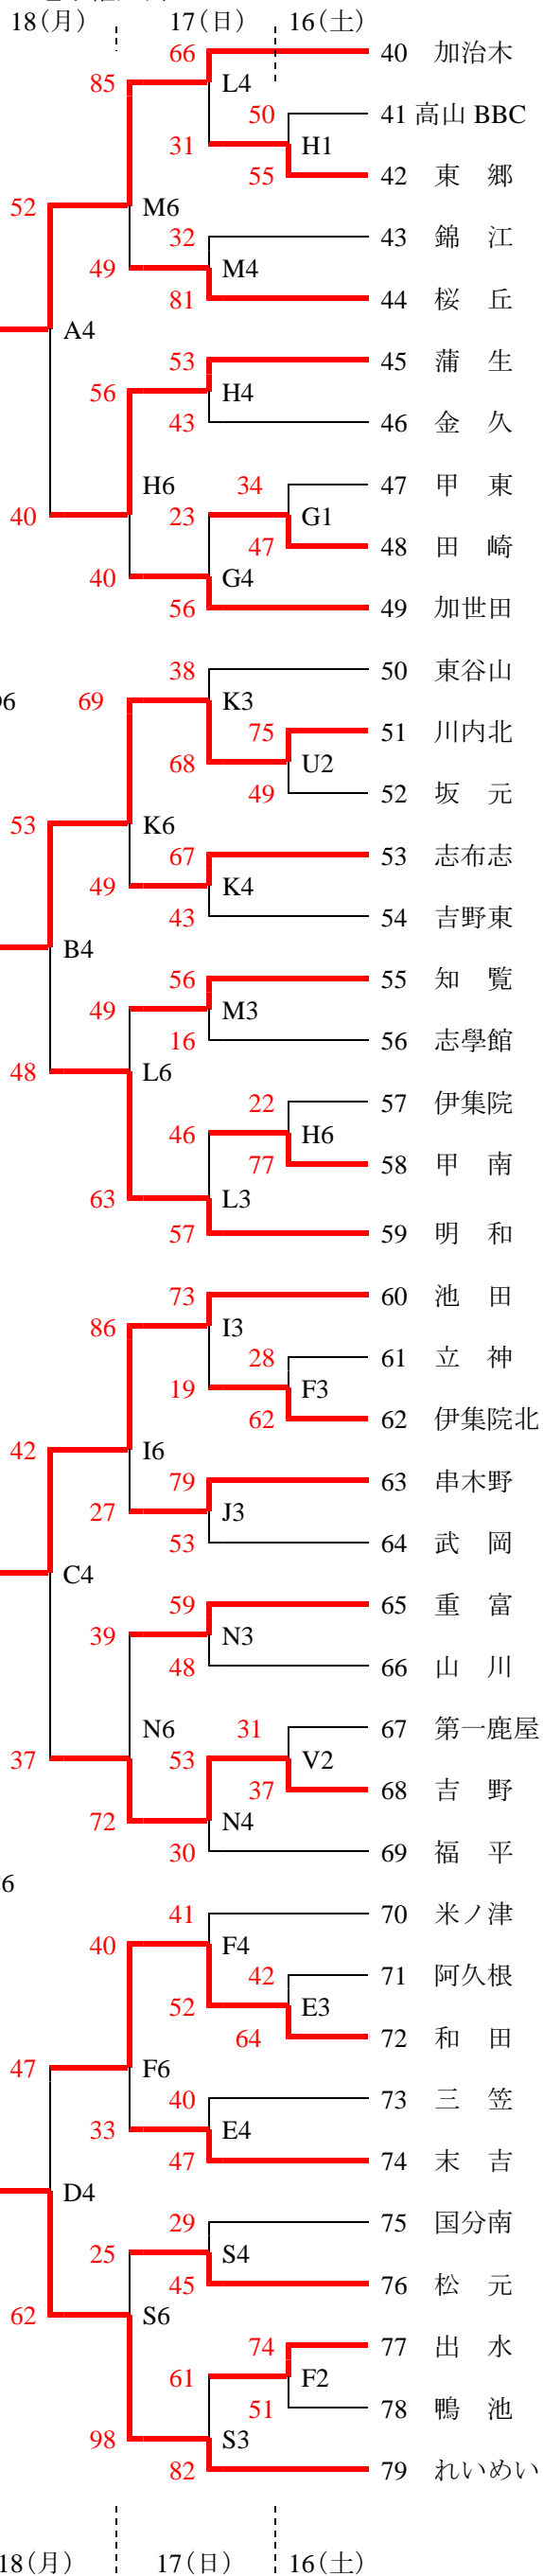 18(月) 17(日) 16(土)
66 40 加治木
85 L4
50 41 高山 BBC
31 H1
55 42 東 郷
52 M6
32 43 錦 江
49 M4
81 44 桜 丘
A4
53 45 蒲 生
56 H4
43 46 金 久
H6 34 47 甲 東
40 23 G1
47 48 田 崎
40 G4
56 49 加世田
38 50 東谷山
6 69 K3
75 51 川内北
68 U2
49 52 坂 元
53 K6
67 53 志布志
49 K4
43 54 吉野東
B4
56 55 知 覧
49 M3
16 56 志學館
48 L6
22 57 伊集院
46 H6
77 58 甲 南
63 L3
57 59 明 和
73 60 池 田
86 I3
28 61 立 神
19 F3
62 62 伊集院北
42 I6
79 63 串木野
27 J3
53 64 武 岡
C4
59 65 重 富
39 N3
48 66 山 川
N6 31 67 第一鹿屋
37 53 V2
37 68 吉 野
72 N4
30 69 福 平
6
41 70 米ノ津
40 F4
42 71 阿久根
52 E3
64 72 和 田
47 F6
40 73 三 笠
33 E4
47 74 末 吉
D4
29 75 国分南
25 S4
45 76 松 元
62 S6
74 77 出 水
61 F2
51 78 鴨 池
98 S3
82 79 れいめい
18(月) 17(日) 16(土)